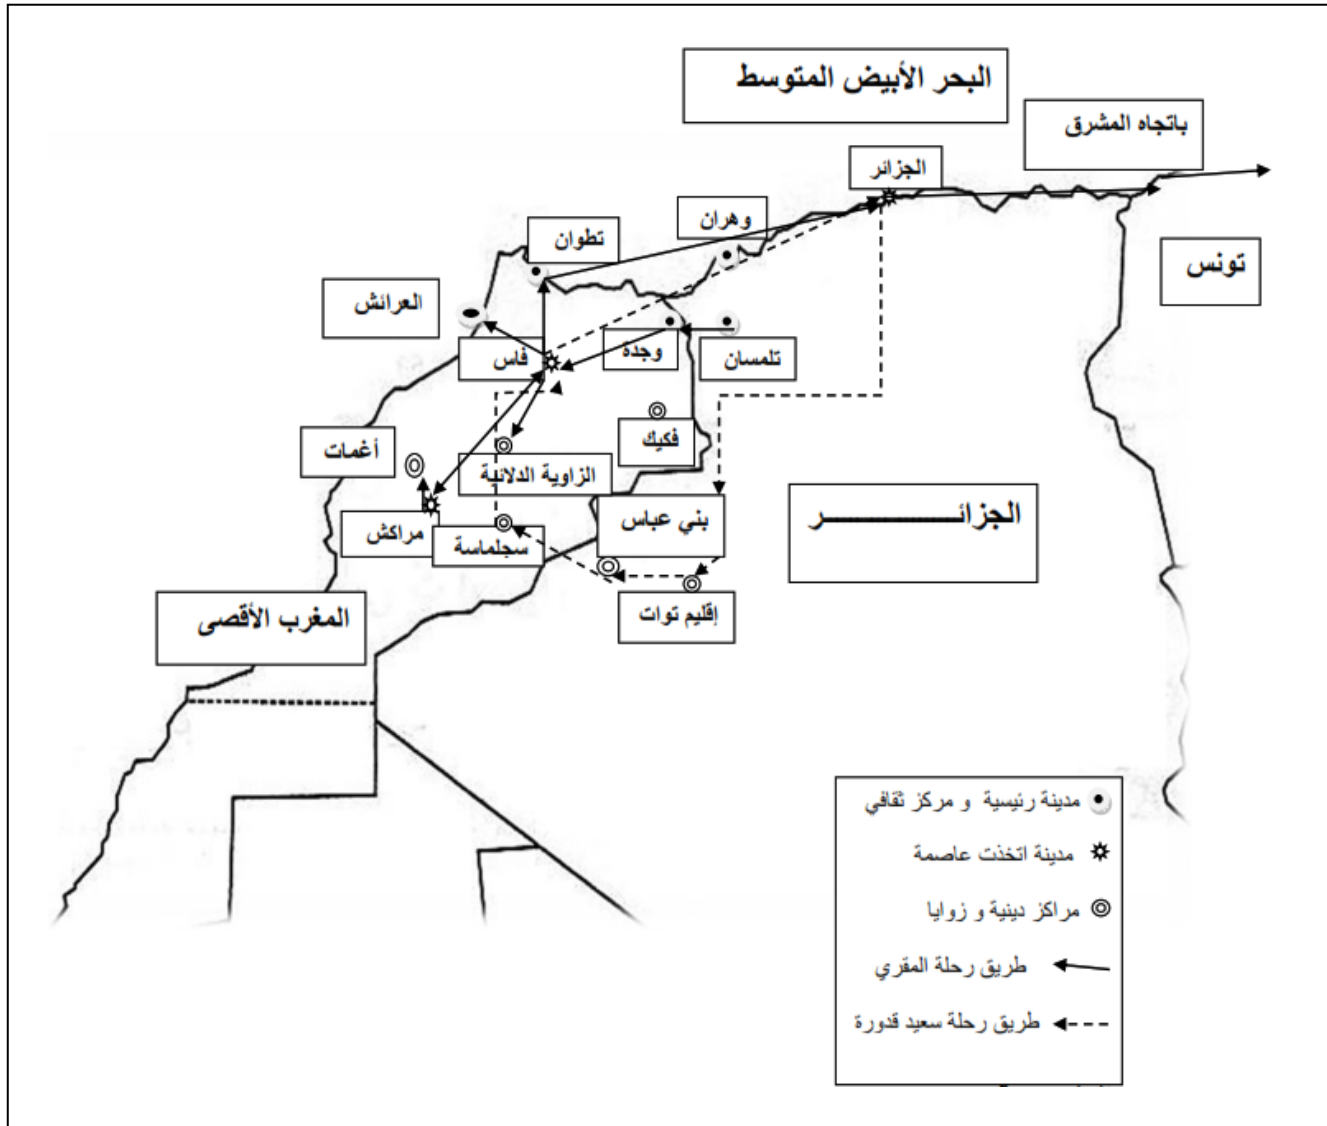 البحر الأبيض المتوسط
باتجاه المشرق
الجزائر
وهران
تطوان
تونس
العرائش
فاس
وجدة
تلمسان
فكيك
أغمات
الزاوية الدلائية
الجزائـــــــــــــــر
بني عباس
مراكش
سجلماسة
إقليم توات
المغرب الأقصى
مدينة رئيسية و مركز ثقافي
مدينة اتخذت عاصمة
مراكز دينية و زوايا
طريق رحلة المقري
طريق رحلة سعيد قدورة